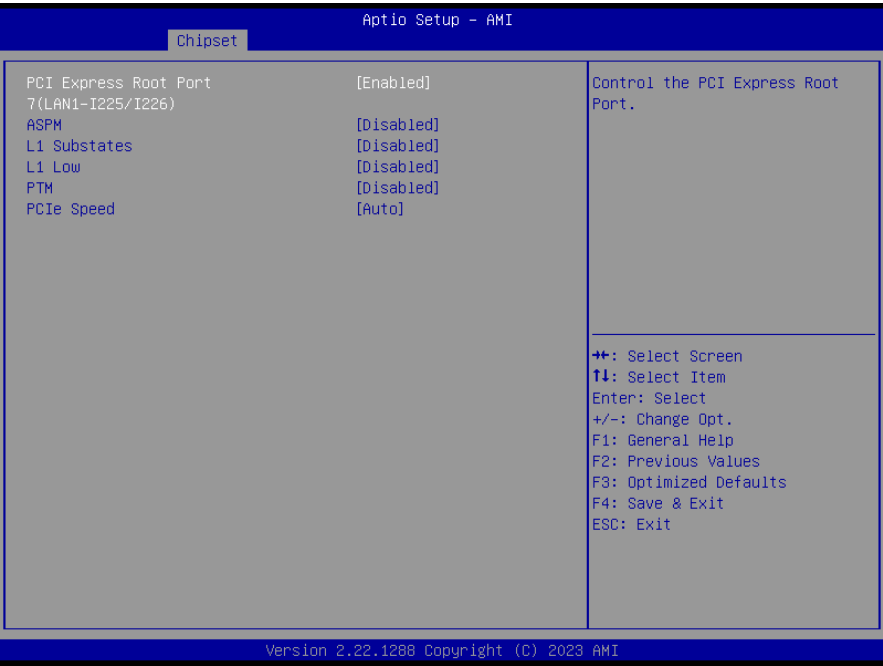 Aptio Setup – AMI
Chipset
PCI Express Root Port [Enabled]
7(LAN1-I225/I226)
ASPM [Disabled]
L1 Substates [Disabled]
L1 Low [Disabled]
PTM [Disabled]
PCIe Speed [Auto]
Control the PCI Express Root
Port.
→←: Select Screen
↑↓: Select Item
Enter: Select
+/-: Change Opt.
F1: General Help
F2: Previous Values
F3: Optimized Defaults
F4: Save & Exit
ESC: Exit
Version 2.22.1288 Copyright (C) 2023 AMI